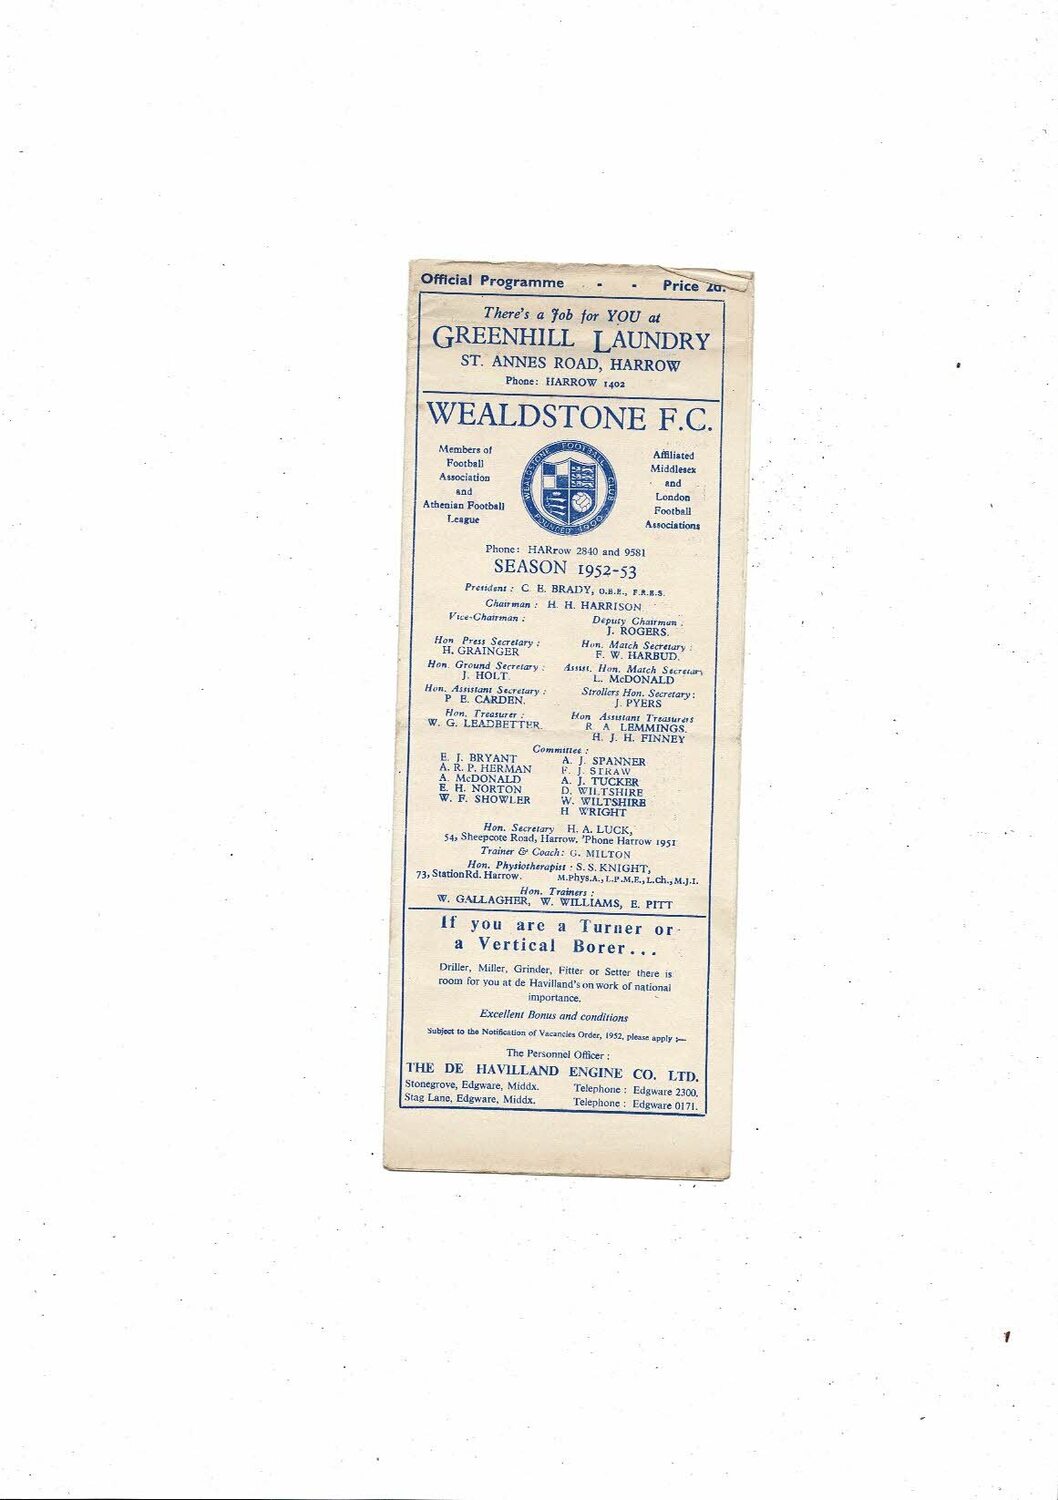 Official Programme - - Price 2d.
There's a Job for YOU at
GREENHILL LAUNDRY
ST. ANNES ROAD, HARROW
Phone: HARROW 1402
WEALDSTONE F.C.
Members of
Football
Association
and
Athenian Football
League
WEALDSTONE FOOTBALL CLUB
FOUNDED 1900
Affiliated
Middlesex
and
London
Football
Associations
Phone: HARrow 2840 and 9581
SEASON 1952-53
President : C. E. BRADY, O.B.E., F.R.E.S.
Chairman : H. H. HARRISON
Vice-Chairman :
Deputy Chairman :
J. ROGERS.
Hon Press Secretary :
H. GRAINGER
Hon. Match Secretary :
F. W. HARBUD.
Hon. Ground Secretary :
J. HOLT.
Assist. Hon. Match Secretary
L. McDONALD
Hon. Assistant Secretary :
P E. CARDEN.
Strollers Hon. Secretary :
J. PYERS
Hon. Treasurer :
W. G. LEADBETTER.
Hon Assistant Treasurers
R A LEMMINGS.
H. J. H. FINNEY
Committee :
E. J. BRYANT
A. R. P. HERMAN
A. McDONALD
E. H. NORTON
W. F. SHOWLER
A. J. SPANNER
F. J. STRAW
A. J. TUCKER
D. WILTSHIRE
W. WILTSHIRE
H WRIGHT
Hon. Secretary H. A. LUCK,
54, Sheepcote Road, Harrow. 'Phone Harrow 1951
Trainer & Coach: G. MILTON
Hon. Physiotherapist : S. S. KNIGHT,
73, Station Rd. Harrow. M.Phys.A., L.P.M.E., L.Ch., M.J.I.
Hon. Trainers :
W. GALLAGHER, W. WILLIAMS, E. PITT
If you are a Turner or
a Vertical Borer...
Driller, Miller, Grinder, Fitter or Setter there is
room for you at de Havilland's on work of national
importance.
Excellent Bonus and conditions
Subject to the Notification of Vacancies Order, 1952, please apply :—
The Personnel Officer :
THE DE HAVILLAND ENGINE CO. LTD.
Stonegrove, Edgware, Middx. Telephone : Edgware 2300.
Stag Lane, Edgware, Middx. Telephone : Edgware 0171.